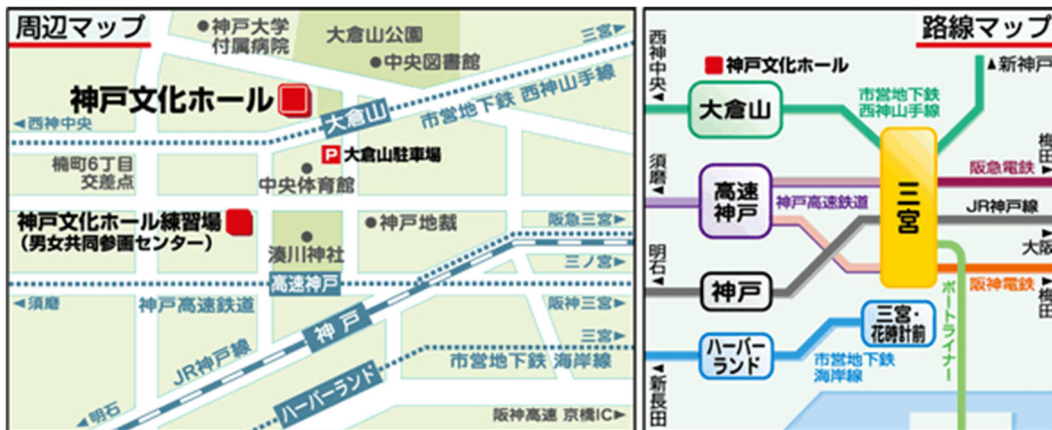 周辺マップ
神戸大学
付属病院
大倉山公園
中央図書館
三宮▶
神戸文化ホール
大倉山
市営地下鉄 西神山手線
◀西神中央
楠町6丁目
交差点
P 大倉山駐車場
中央体育館
神戸文化ホール練習場
(男女共同参画センター)
神戸地裁
湊川神社
阪急三宮▶
三ノ宮▶
高速神戸
◀須磨
神戸高速鉄道
阪神三宮▶
神戸
三宮▶
JR神戸線
市営地下鉄 海岸線
ハーバーランド
◀明石
阪神高速 京橋IC▶
路線マップ
西神中央
神戸文化ホール
▲新神戸
大倉山
市営地下鉄
西神山手線
三宮
梅田
須磨
高速
神戸
阪急電鉄
神戸高速鉄道
JR神戸線
大阪
明石
神戸
阪神電鉄
梅田
ポートライナー
三宮・
花時計前
ハーバー
ランド
市営地下鉄
海岸線
新長田